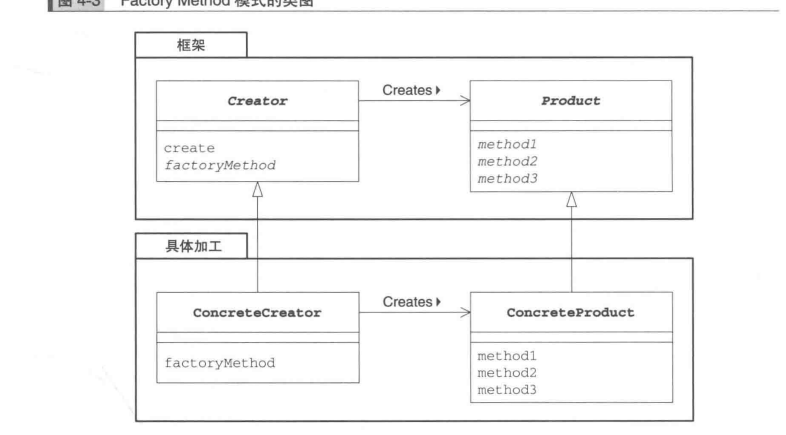 图 4-3 Factory Method 模式的类图
框架
Creator
Creates
Product
create
factoryMethod
method1
method2
method3
具体加工
ConcreteCreator
Creates
ConcreteProduct
factoryMethod
method1
method2
method3